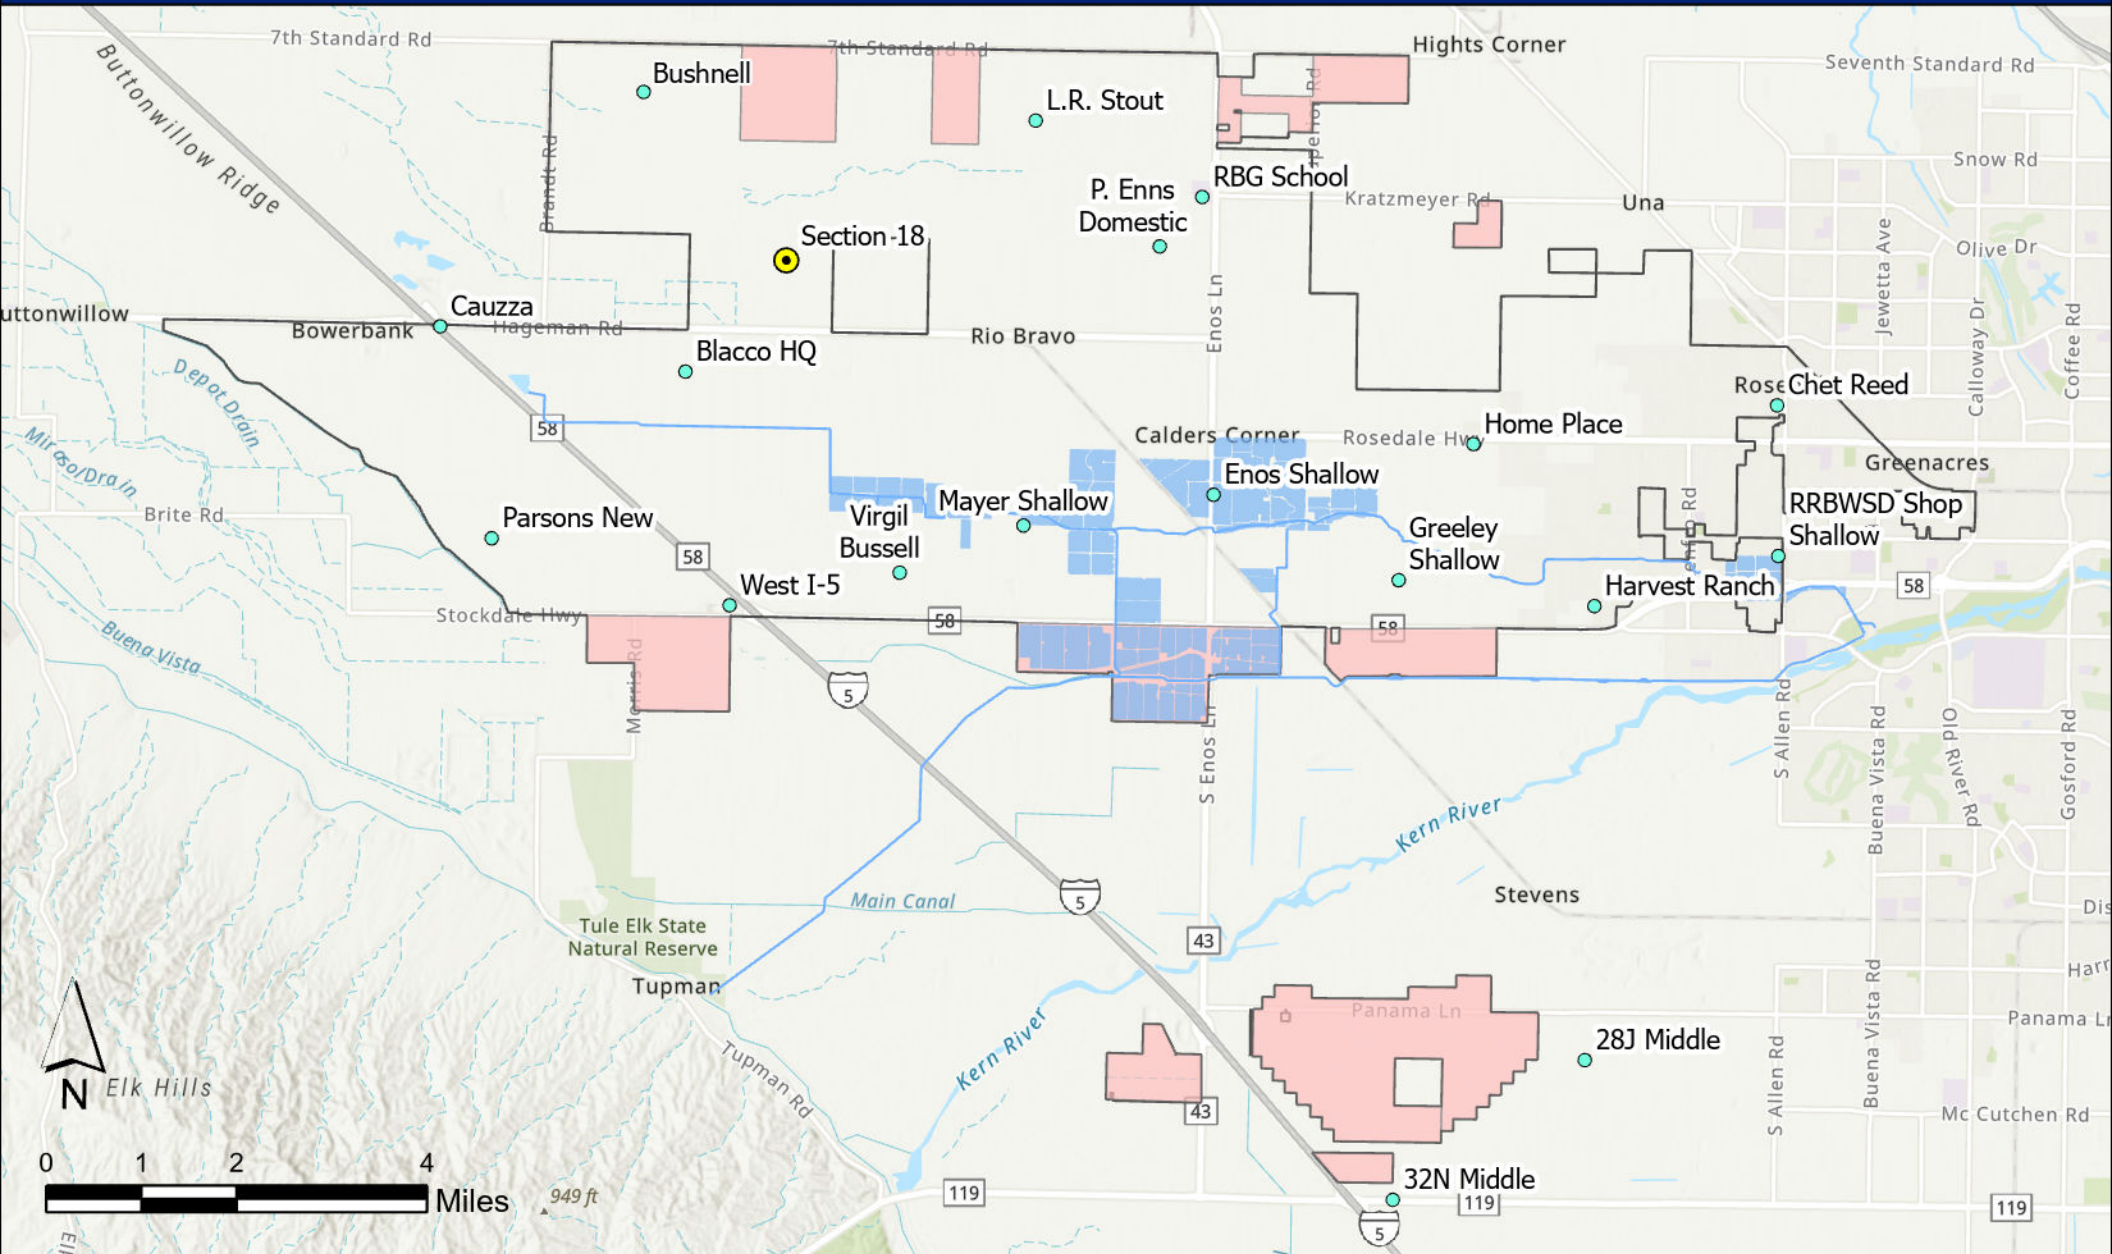 7th Standard Rd
7th Standard Rd
Hights Corner
Seventh Standard Rd
Buttonwillow Ridge
Bushnell
L.R. Stout
Snow Rd
Brandt Rd
RBG School
P. Enns
Domestic
Kratzmeyer Rd
Una
Section-18
Olive Dr
Jewetta Ave
Calloway Dr
Coffee Rd
Enos Ln
Cauzza
uttonwillow
Bowerbank
Hageman Rd
Rio Bravo
Blacco HQ
Depot Drain
Rose
Chet Reed
58
Calders Corner
Rosedale Hwy
Home Place
Greenacres
Drain
Enos Shallow
Mayer Shallow
RRBWSD Shop
Shallow
Brite Rd
Parsons New
Virgil
Bussell
Greeley
Shallow
58
West I-5
Harvest Ranch
58
Stockdale Hwy
58
58
Buena Vista
Morris Rd
5
S Enos Ln
S Allen Rd
Buena Vista Rd
Old River Rd
Gosford Rd
Kern River
Main Canal
5
Stevens
Dis
Tule Elk State
Natural Reserve
43
Tupman
Harr
Panama Ln
Panama Ln
Kern River
28J Middle
S Allen Rd
Buena Vista Rd
N
Elk Hills
Tupman Rd
43
Mc Cutchen Rd
0 1 2 4
Miles
949 ft
119
32N Middle
119
119
5